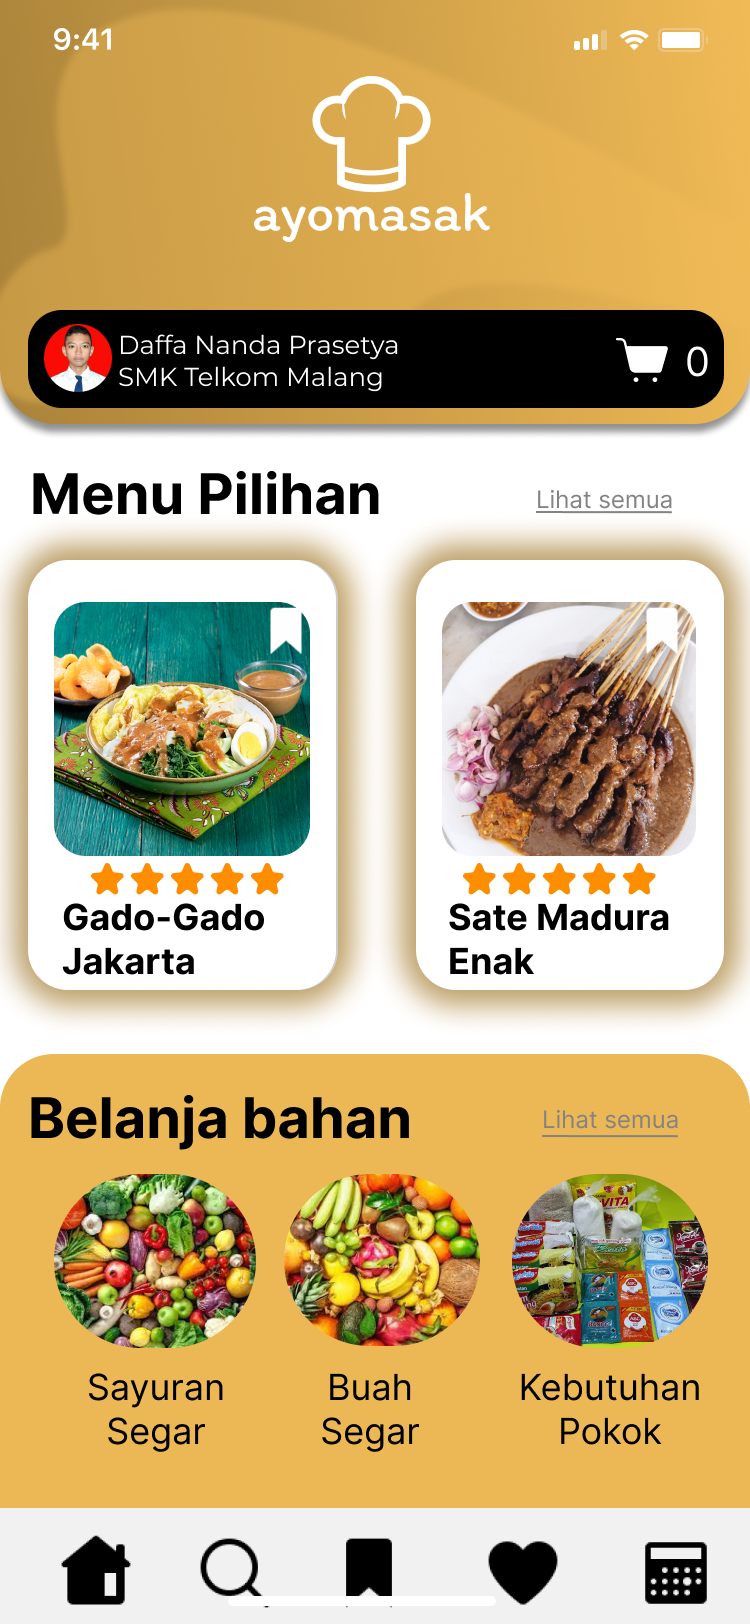 9:41
ayomasak
Daffa Nanda Prasetya
SMK Telkom Malang
0
Menu Pilihan
Lihat semua
Gado-Gado
Jakarta
Sate Madura
Enak
Belanja bahan
Lihat semua
VITA
Sayuran
Segar
Buah
Segar
Kebutuhan
Pokok